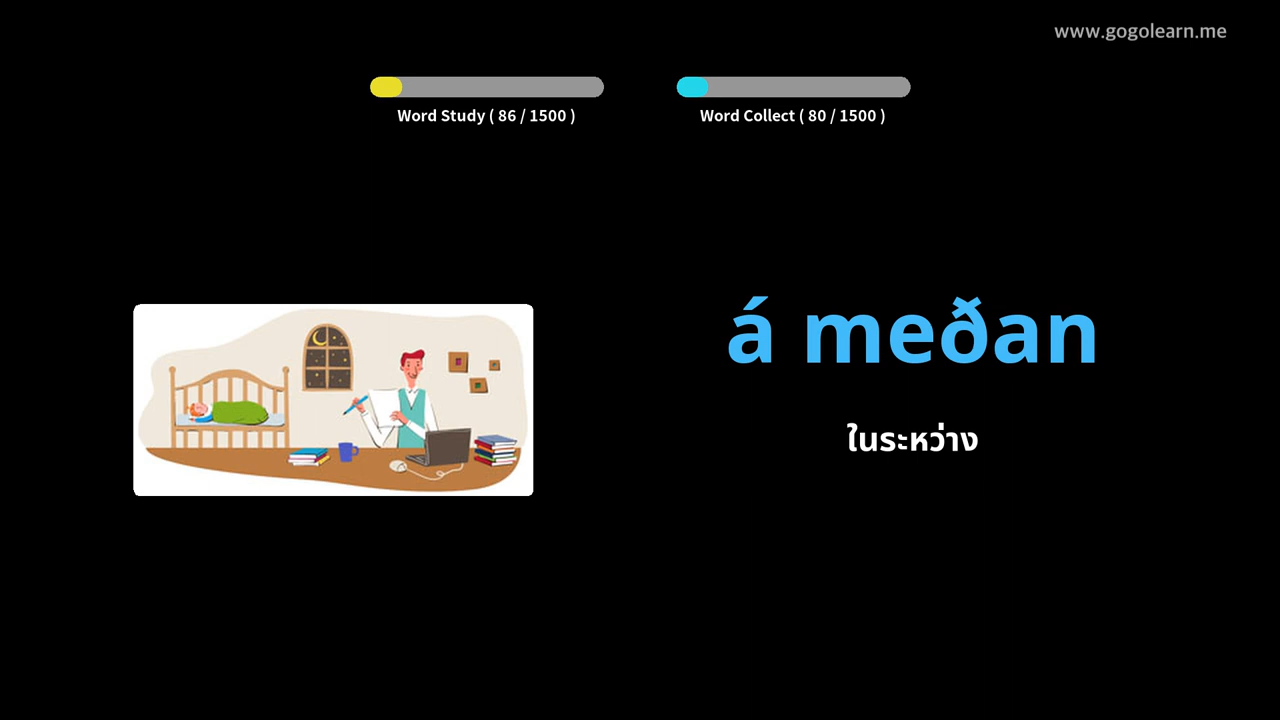 www.gogolearn.me
Word Study ( 86 / 1500 )
Word Collect ( 80 / 1500 )
á meðan
ในระหว่าง